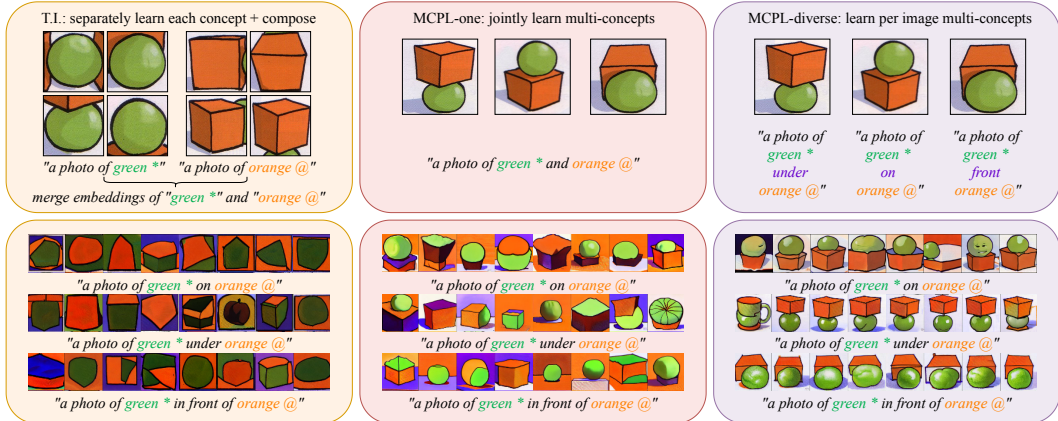 T.I.: separately learn each concept + compose
"a photo of green *" "a photo of orange @"
merge embeddings of "green *" and "orange @"
MCPL-one: jointly learn multi-concepts
"a photo of green * and orange @"
MCPL-diverse: learn per image multi-concepts
"a photo of
green *
under
orange @"
"a photo of
green *
on
orange @"
"a photo of
green *
front
orange @"
"a photo of green * on orange @"
"a photo of green * under orange @"
"a photo of green * in front of orange @"
"a photo of green * on orange @"
"a photo of green * under orange @"
"a photo of green * in front of orange @"
"a photo of green * on orange @"
"a photo of green * under orange @"
"a photo of green * in front of orange @"